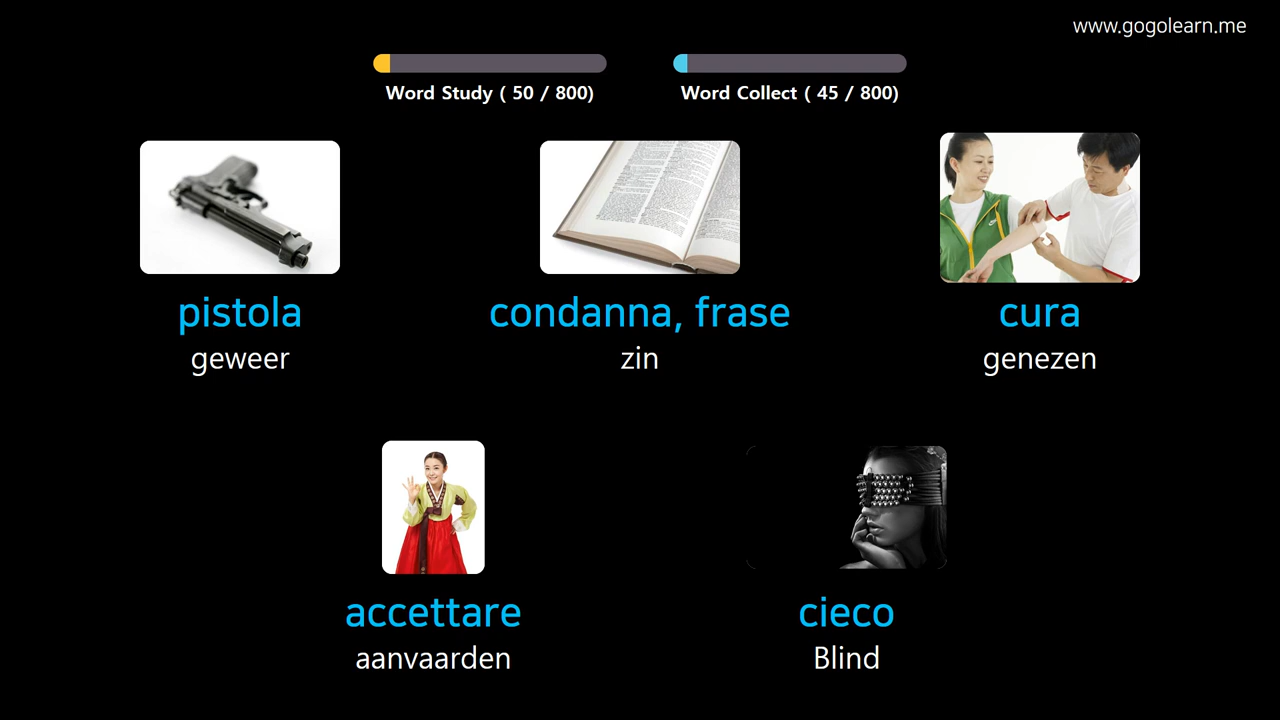 www.gogolearn.me
Word Study ( 50 / 800)
Word Collect ( 45 / 800)
pistola
geweer
condanna, frase
zin
cura
genezen
accettare
aanvaarden
cieco
Blind